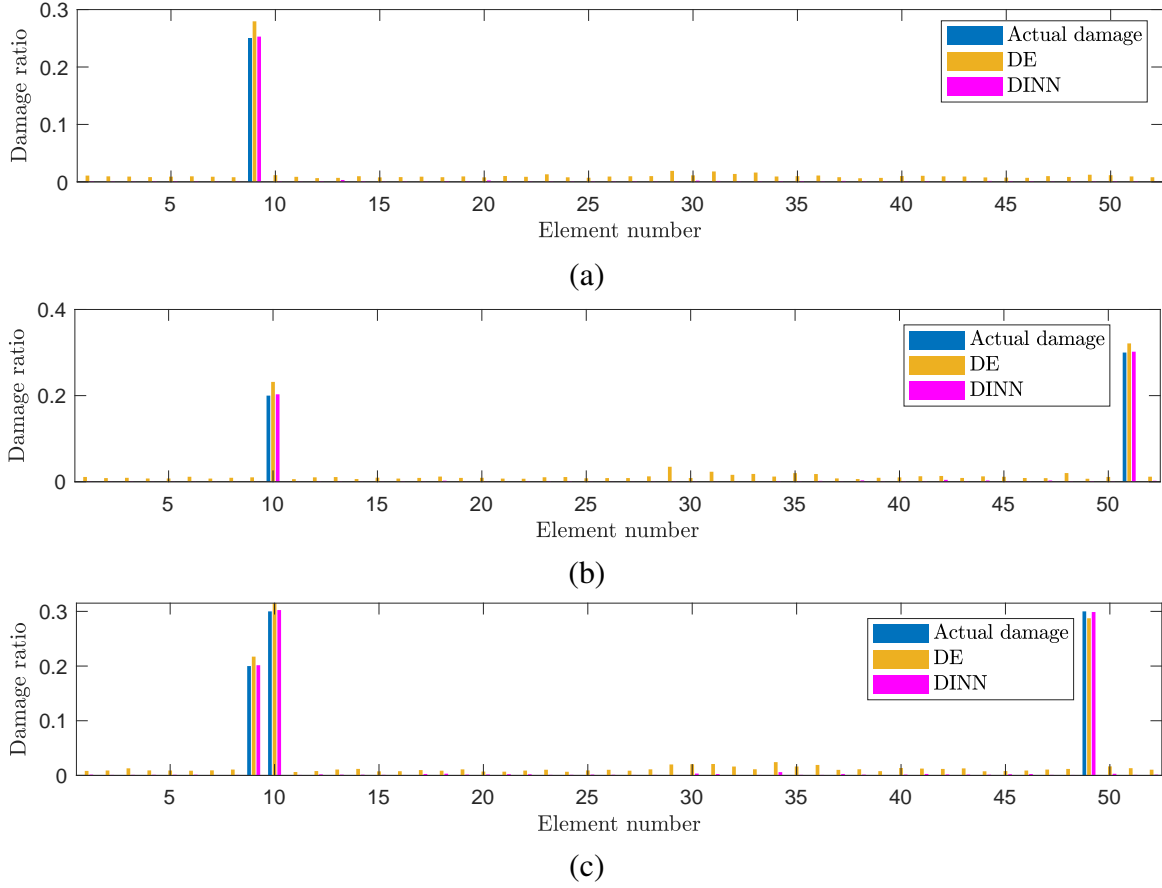 0.3
0.2
0.1
0
Damage ratio
Actual damage
DE
DINN
5 10 15 20 25 30 35 40 45 50
Element number
(a)
0.4
0.2
0
Damage ratio
Actual damage
DE
DINN
5 10 15 20 25 30 35 40 45 50
Element number
(b)
0.3
0.2
0.1
0
Damage ratio
Actual damage
DE
DINN
5 10 15 20 25 30 35 40 45 50
Element number
(c)